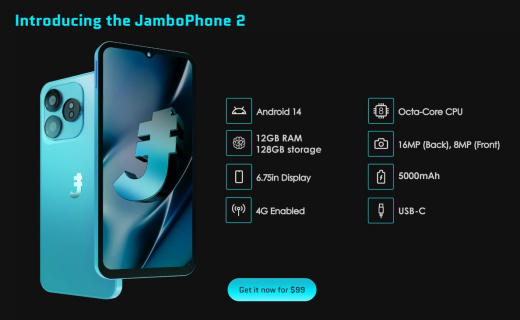 Introducing the JamboPhone 2
Android 14
12GB RAM
128GB storage
6.75in Display
4G Enabled
Octa-Core CPU
8
16MP (Back), 8MP (Front)
5000mAh
USB-C
Get it now for $99